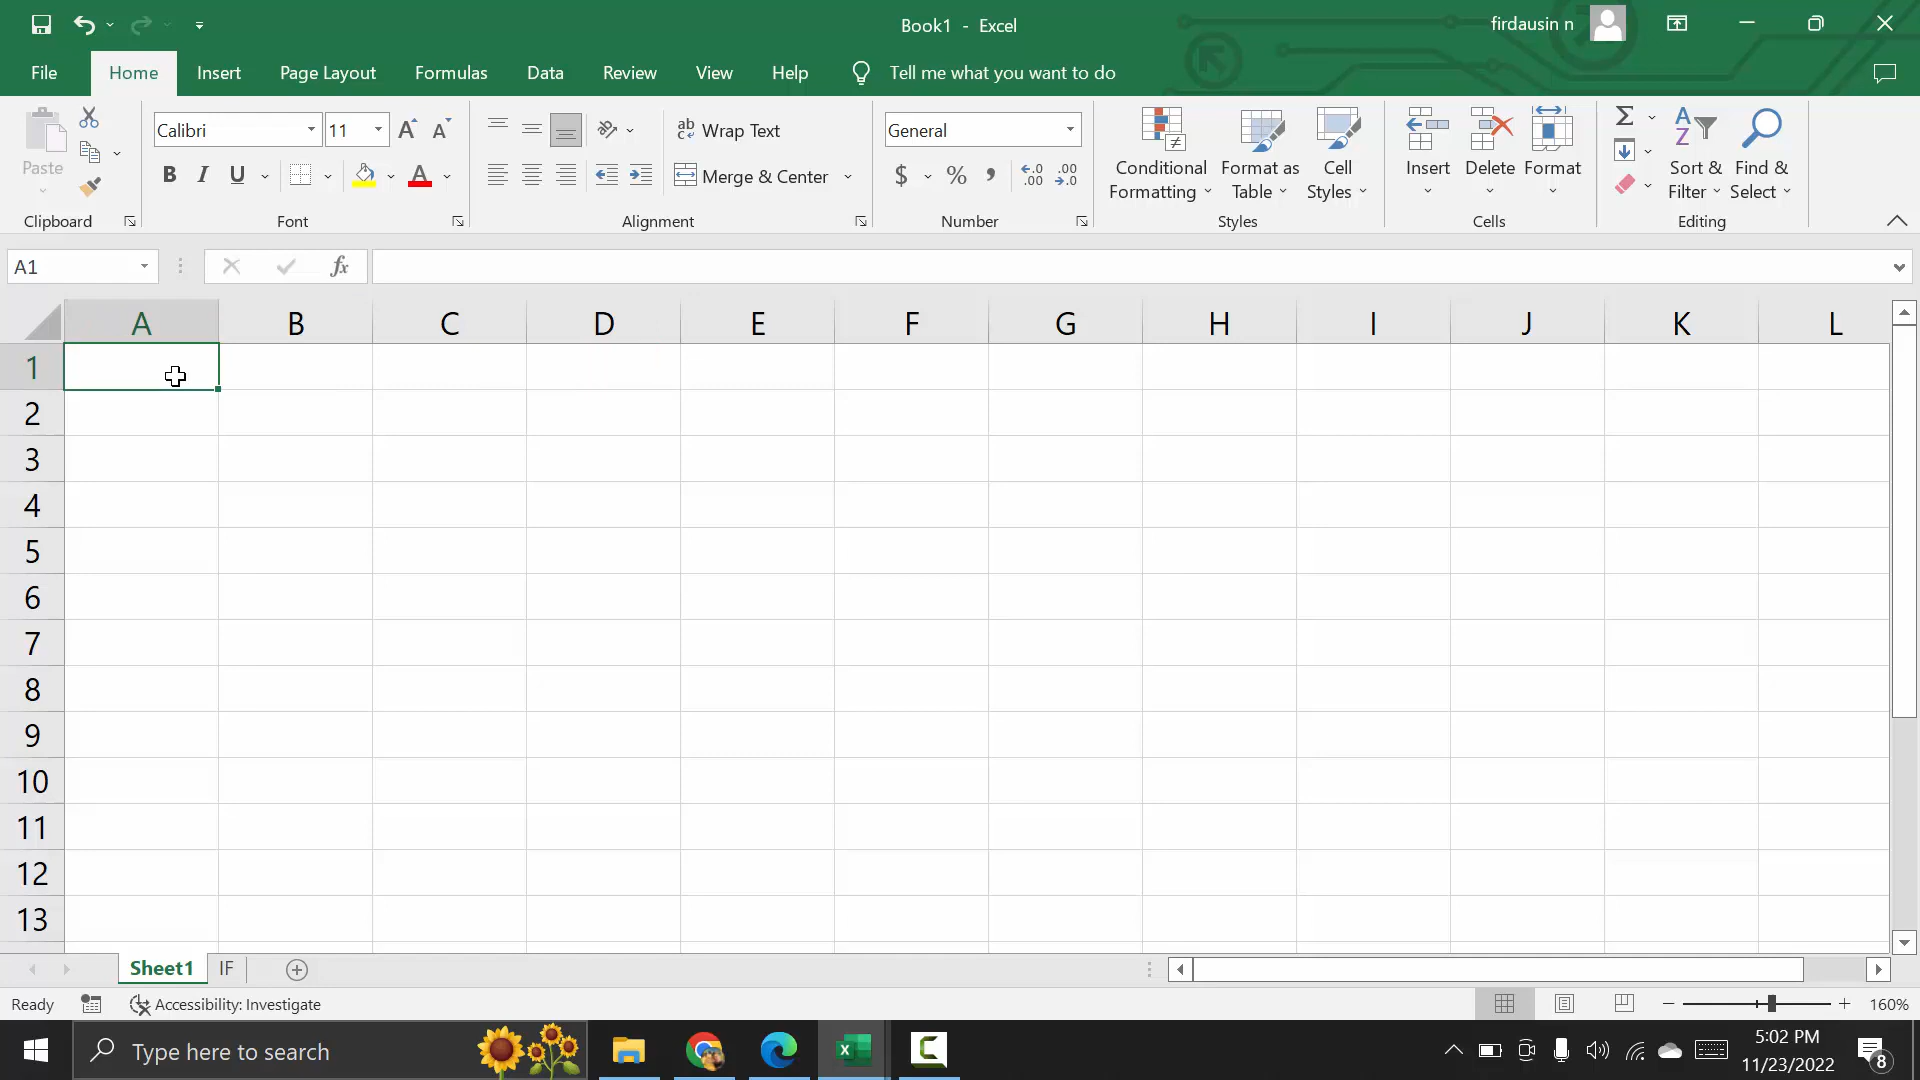 Book1 - Excel
firdausin n
File Home Insert Page Layout Formulas Data Review View Help Tell me what you want to do
Paste
Clipboard
Calibri 11
B I U A
Font
ab Wrap Text
Merge & Center
Alignment
General
$ % ,
Number
Conditional Formatting
Format as Table
Cell Styles
Styles
Insert
Delete
Format
Cells
Sort & Filter
Find & Select
Editing
A1 fx
A B C D E F G H I J K L
1
2
3
4
5
6
7
8
9
10
11
12
13
Sheet1 IF
Ready Accessibility: Investigate 160%
Type here to search
5:02 PM
11/23/2022
8